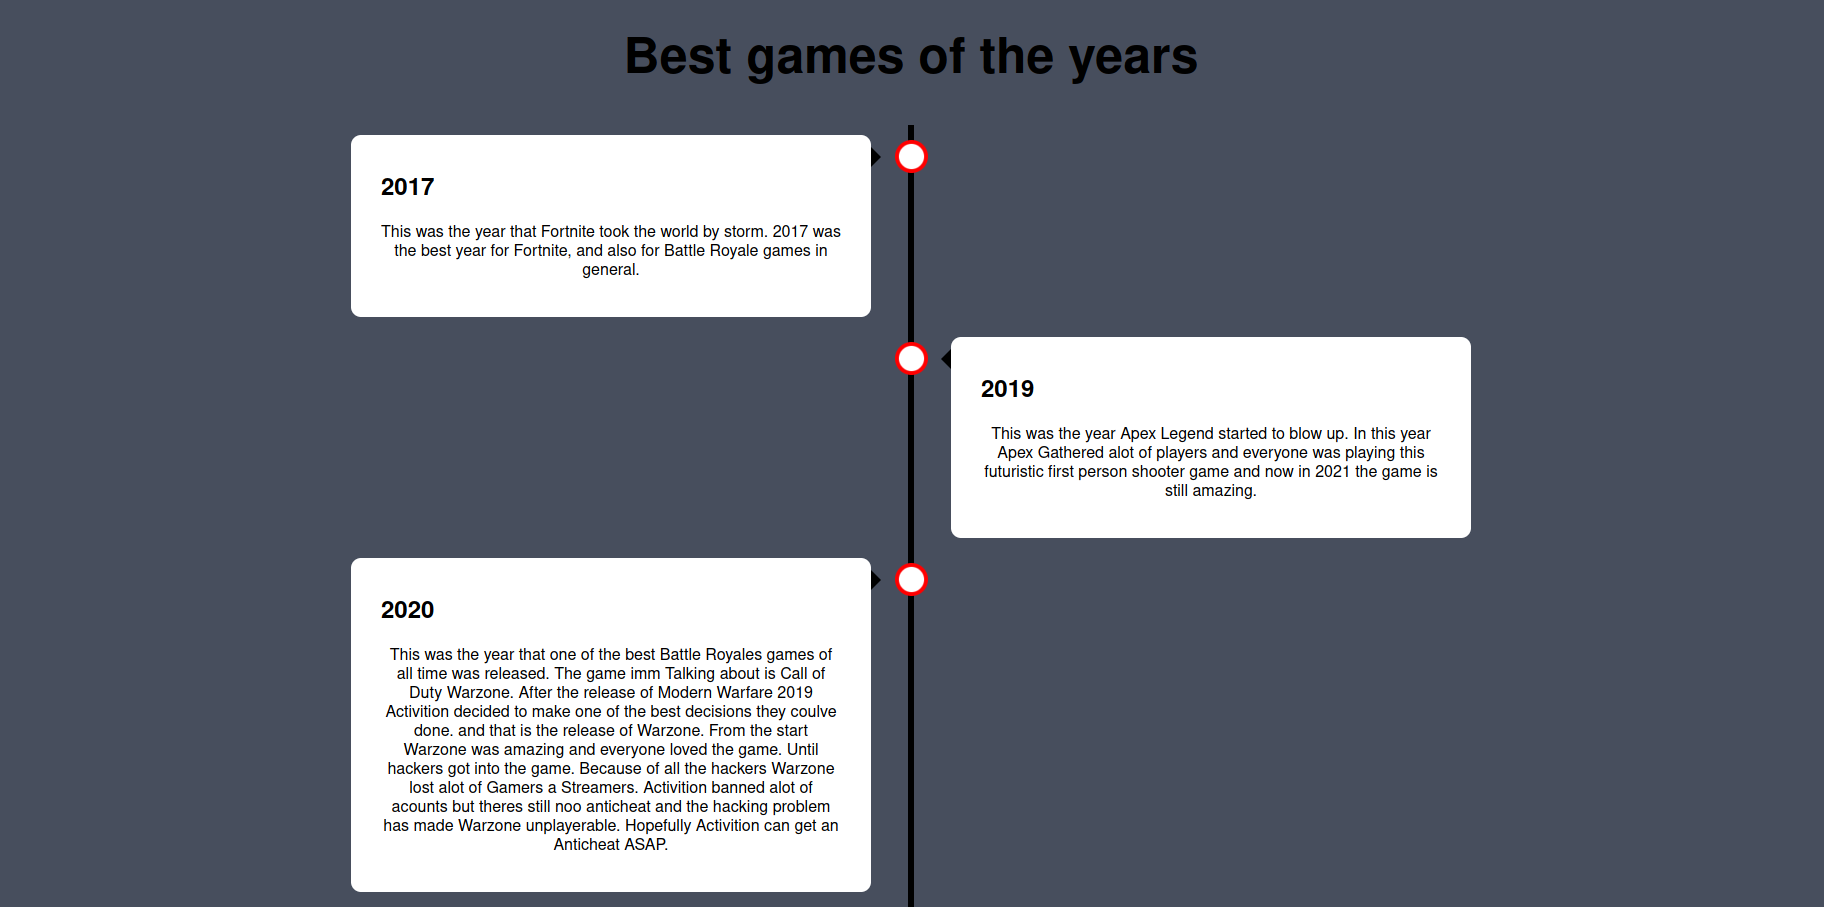 Best games of the years
2017
This was the year that Fortnite took the world by storm. 2017 was
the best year for Fortnite, and also for Battle Royale games in
general.
2019
This was the year Apex Legend started to blow up. In this year
Apex Gathered alot of players and everyone was playing this
futuristic first person shooter game and now in 2021 the game is
still amazing.
2020
This was the year that one of the best Battle Royales games of
all time was released. The game imm Talking about is Call of
Duty Warzone. After the release of Modern Warfare 2019
Activition decided to make one of the best decisions they coulve
done. and that is the release of Warzone. From the start
Warzone was amazing and everyone loved the game. Until
hackers got into the game. Because of all the hackers Warzone
lost alot of Gamers a Streamers. Activition banned alot of
acounts but theres still noo anticheat and the hacking problem
has made Warzone unplayerable. Hopefully Activition can get an
Anticheat ASAP.